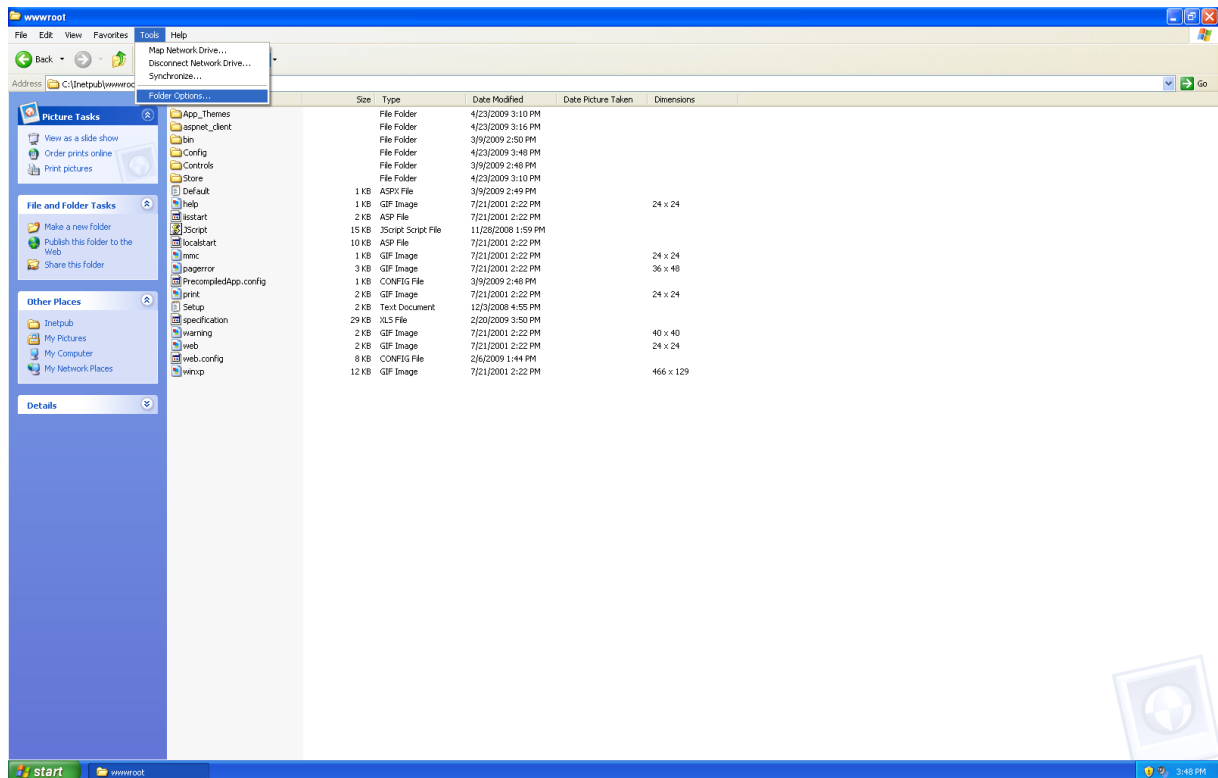 wwwroot
File Edit View Favorites Tools Help
Back
Map Network Drive...
Disconnect Network Drive...
Synchronize...
Folder Options...
Address C:\Inetpub\wwwroo Go
Size Type Date Modified Date Picture Taken Dimensions
Picture Tasks
View as a slide show
Order prints online
Print pictures
File and Folder Tasks
Make a new folder
Publish this folder to the
Web
Share this folder
Other Places
Inetpub
My Pictures
My Computer
My Network Places
Details
App_Themes File Folder 4/23/2009 3:10 PM
aspnet_client File Folder 4/23/2009 3:16 PM
bin File Folder 3/9/2009 2:50 PM
Config File Folder 4/23/2009 3:48 PM
Controls File Folder 3/9/2009 2:48 PM
Store File Folder 4/23/2009 3:10 PM
Default 1 KB ASPX File 3/9/2009 2:49 PM
help 1 KB GIF Image 7/21/2001 2:22 PM 24 x 24
iisstart 2 KB ASP File 7/21/2001 2:22 PM
JScript 15 KB JScript Script File 11/28/2008 1:59 PM
localstart 10 KB ASP File 7/21/2001 2:22 PM
mmc 1 KB GIF Image 7/21/2001 2:22 PM 24 x 24
pagerror 3 KB GIF Image 7/21/2001 2:22 PM 36 x 48
PrecompiledApp.config 1 KB CONFIG File 3/9/2009 2:48 PM
print 2 KB GIF Image 7/21/2001 2:22 PM 24 x 24
Setup 2 KB Text Document 12/3/2008 4:55 PM
specification 29 KB XLS File 2/20/2009 3:50 PM
warning 2 KB GIF Image 7/21/2001 2:22 PM 40 x 40
web 2 KB GIF Image 7/21/2001 2:22 PM 24 x 24
web.config 8 KB CONFIG File 2/6/2009 1:44 PM
winxp 12 KB GIF Image 7/21/2001 2:22 PM 466 x 129
start wwwroot 3:48 PM